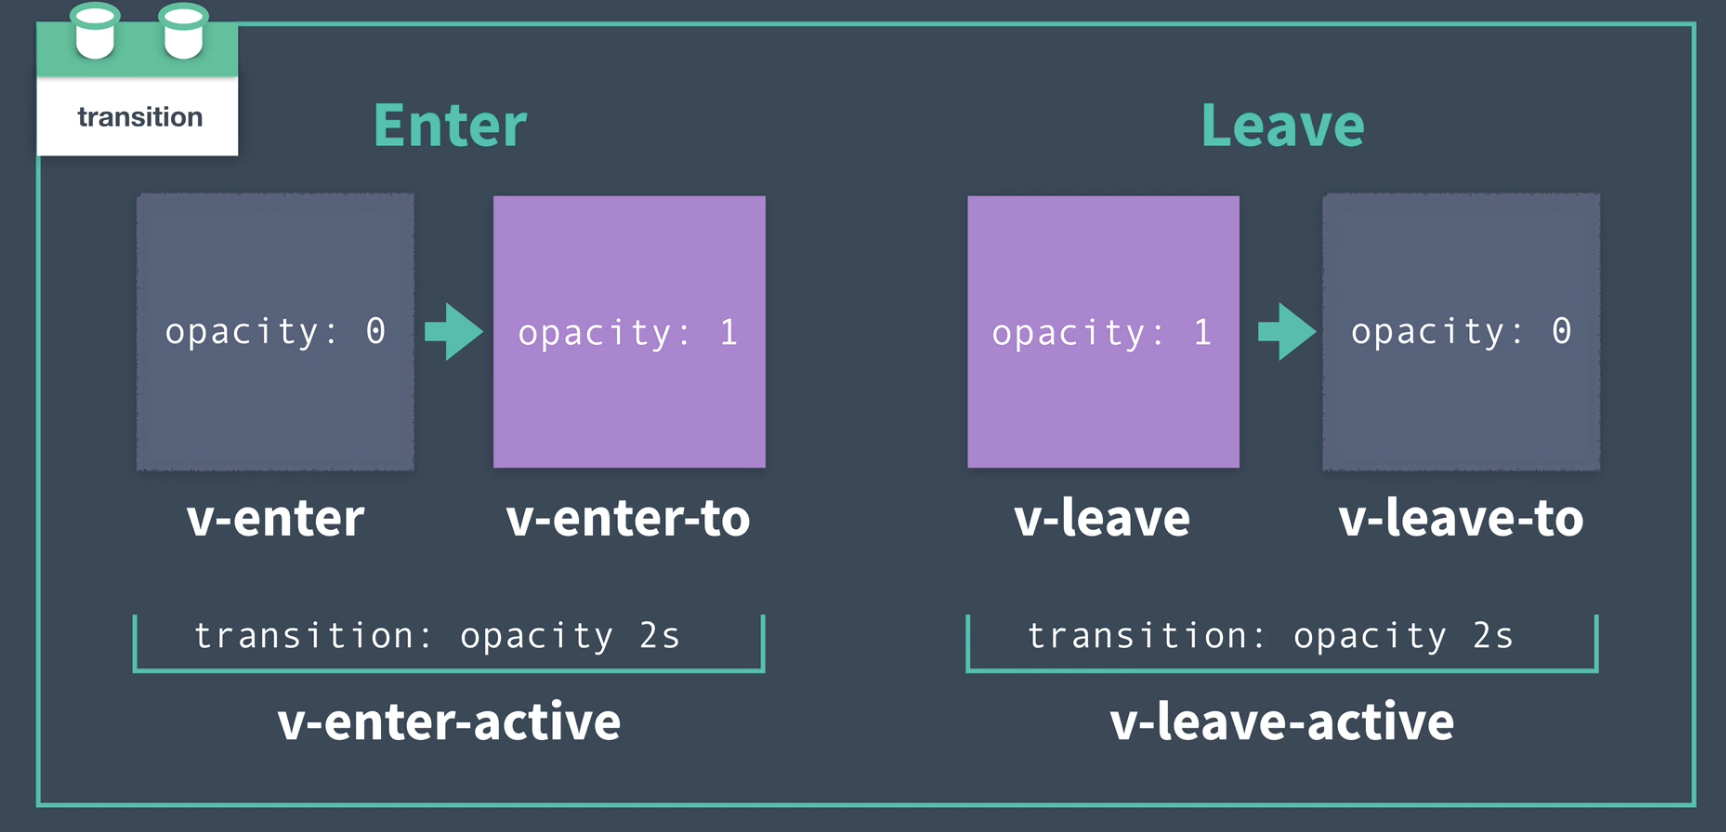 transition
Enter
Leave
opacity: 0
opacity: 1
opacity: 1
opacity: 0
v-enter
v-enter-to
v-leave
v-leave-to
transition: opacity 2s
transition: opacity 2s
v-enter-active
v-leave-active